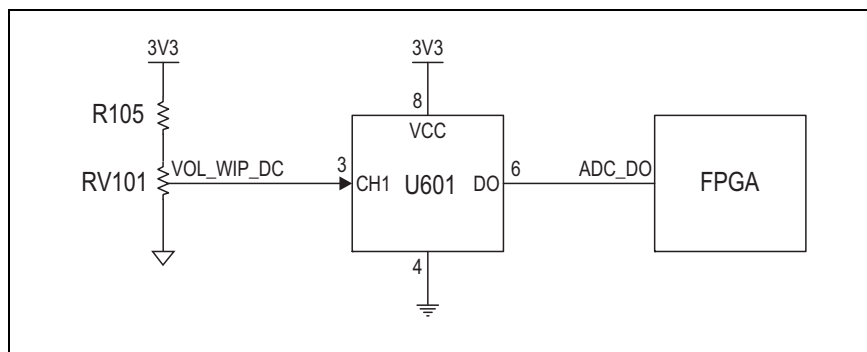 3V3
3V3
R105
8
VCC
RV101
VOL_WIP_DC
3
CH1
U601
DO
6
ADC_DO
FPGA
4